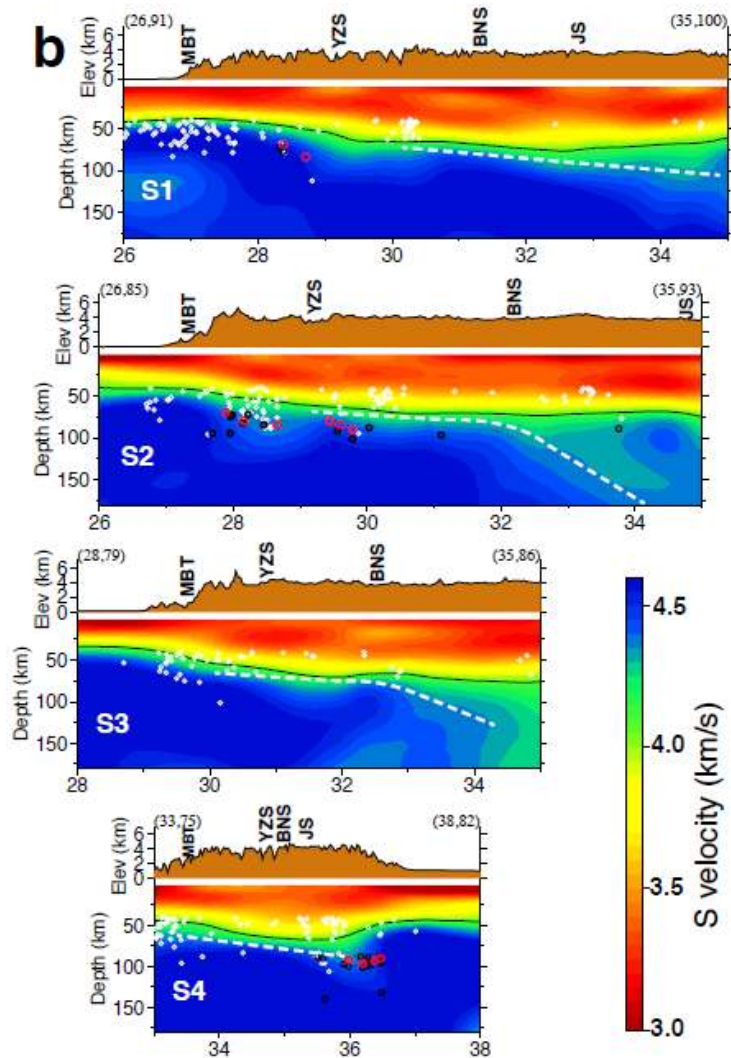 b
(26,91)
(35,100)
MBT
YZS
BNS
JS
Elev (km)
6
4
2
0
Depth (km)
50
100
150
S1
26
28
30
32
34
(26,85)
(35,93)
MBT
YZS
BNS
JS
Elev (km)
6
4
2
0
Depth (km)
50
100
150
S2
26
28
30
32
34
(28,79)
(35,86)
MBT
YZS
BNS
Elev (km)
6
4
2
0
Depth (km)
50
100
150
S3
28
30
32
34
(33,75)
(38,82)
MBT
YZS
BNS
JS
Elev (km)
6
4
2
0
Depth (km)
50
100
150
S4
34
36
38
4.5
4.0
3.5
3.0
S velocity (km/s)